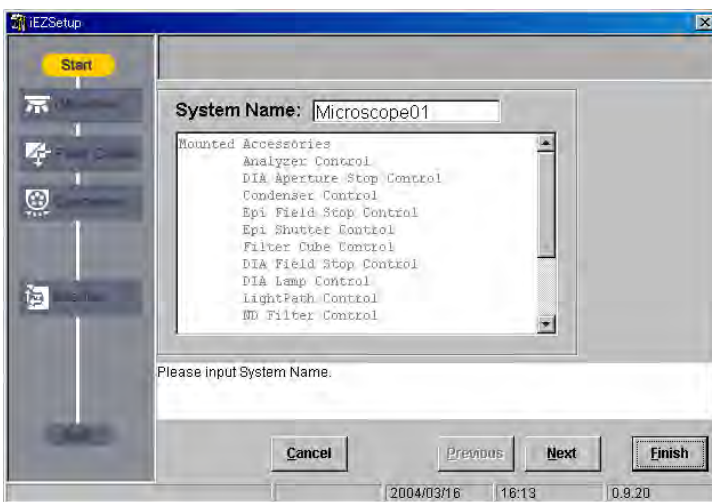 iEZSetup
Start
System Name: Microscope01
Mounted Accessories
Analyzer Control
DIA Aperture Stop Control
Condenser Control
Epi Field Stop Control
Epi Shutter Control
Filter Cube Control
DIA Field Stop Control
DIA Lamp Control
LightPath Control
ND Filter Control
Please input System Name.
Cancel Previous Next Finish
2004/03/16 16:13 0.9.20